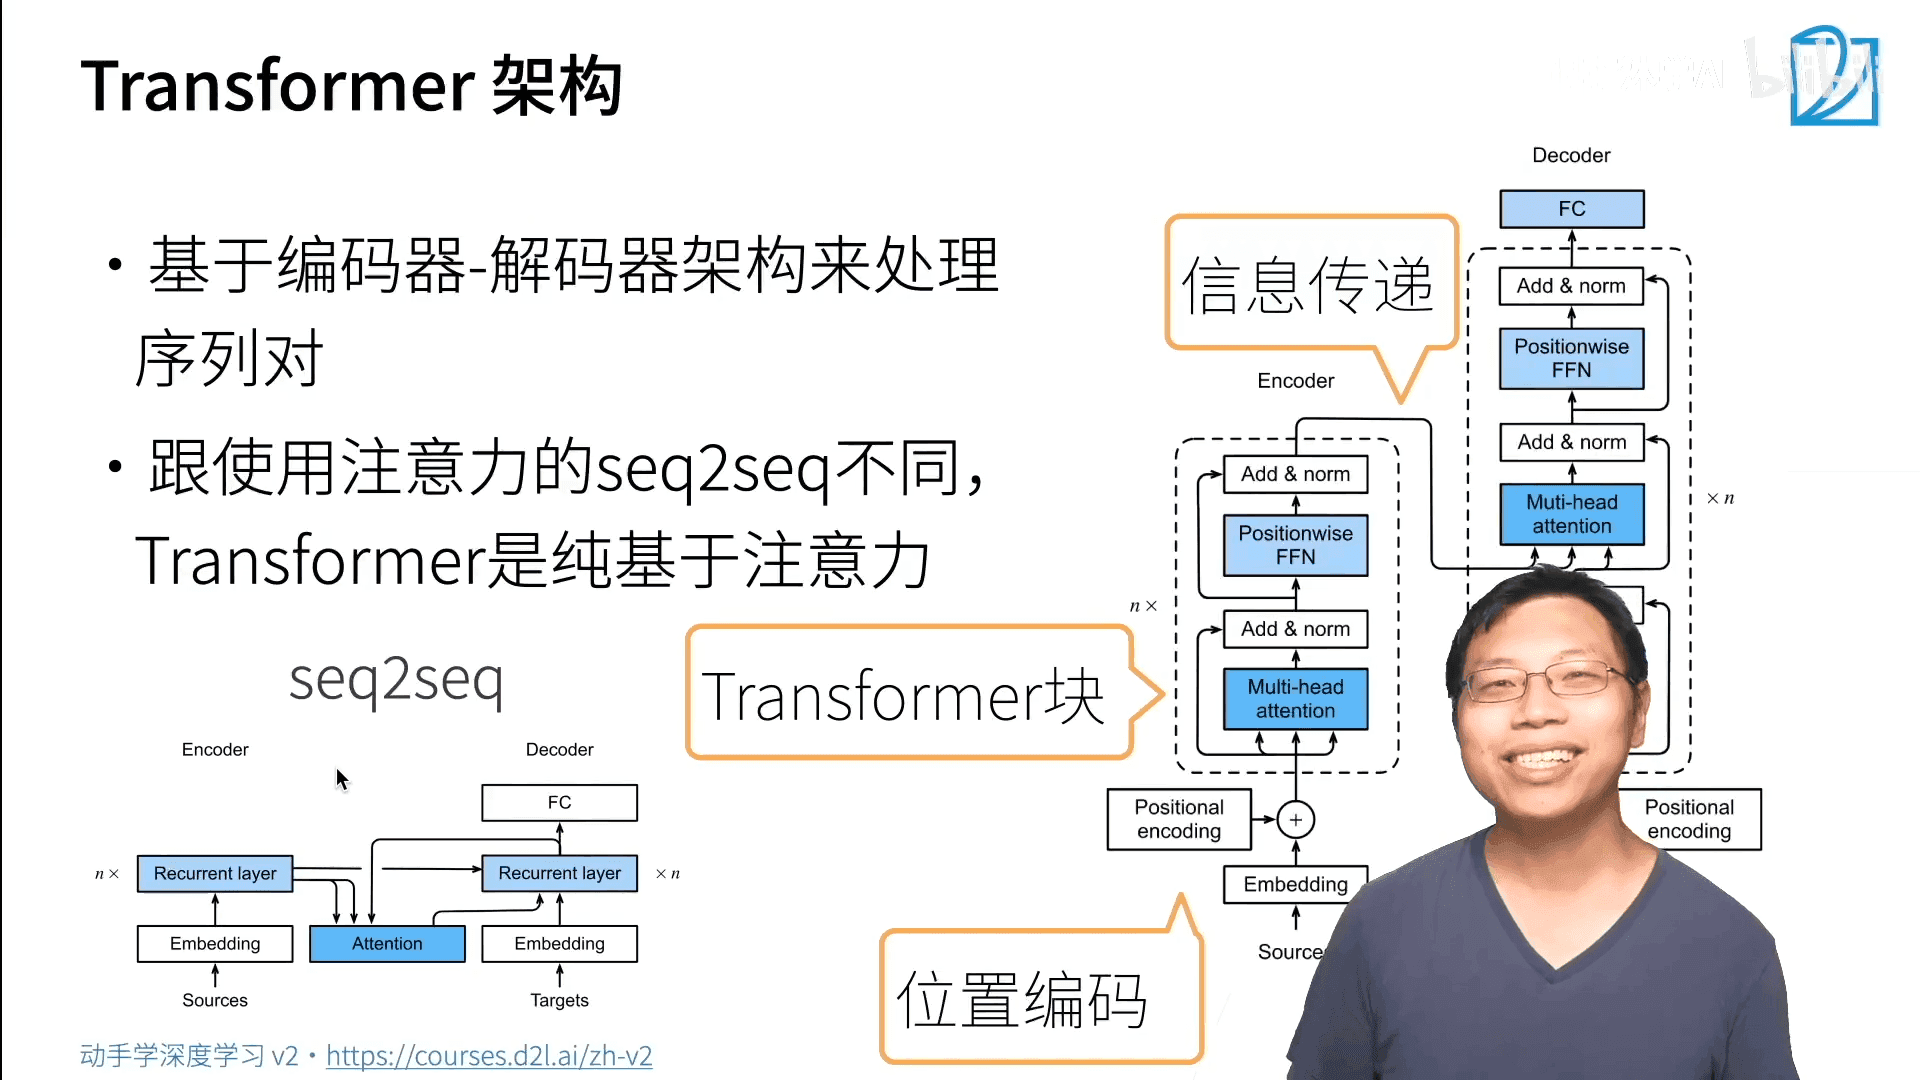 Transformer 架构
bilibili
• 基于编码器-解码器架构来处理
序列对
• 跟使用注意力的seq2seq不同，
Transformer是纯基于注意力
seq2seq
Encoder
Decoder
FC
n ×
Recurrent layer
Recurrent layer
× n
Embedding
Attention
Embedding
Sources
Targets
信息传递
Transformer块
位置编码
Encoder
n ×
Add & norm
Positionwise
FFN
Add & norm
Multi-head
attention
Positional
encoding
+
Embedding
Decoder
FC
Add & norm
Positionwise
FFN
Add & norm
Muti-head
attention
× n
Positional
encoding
动手学深度学习 v2 • https://courses.d2l.ai/zh-v2